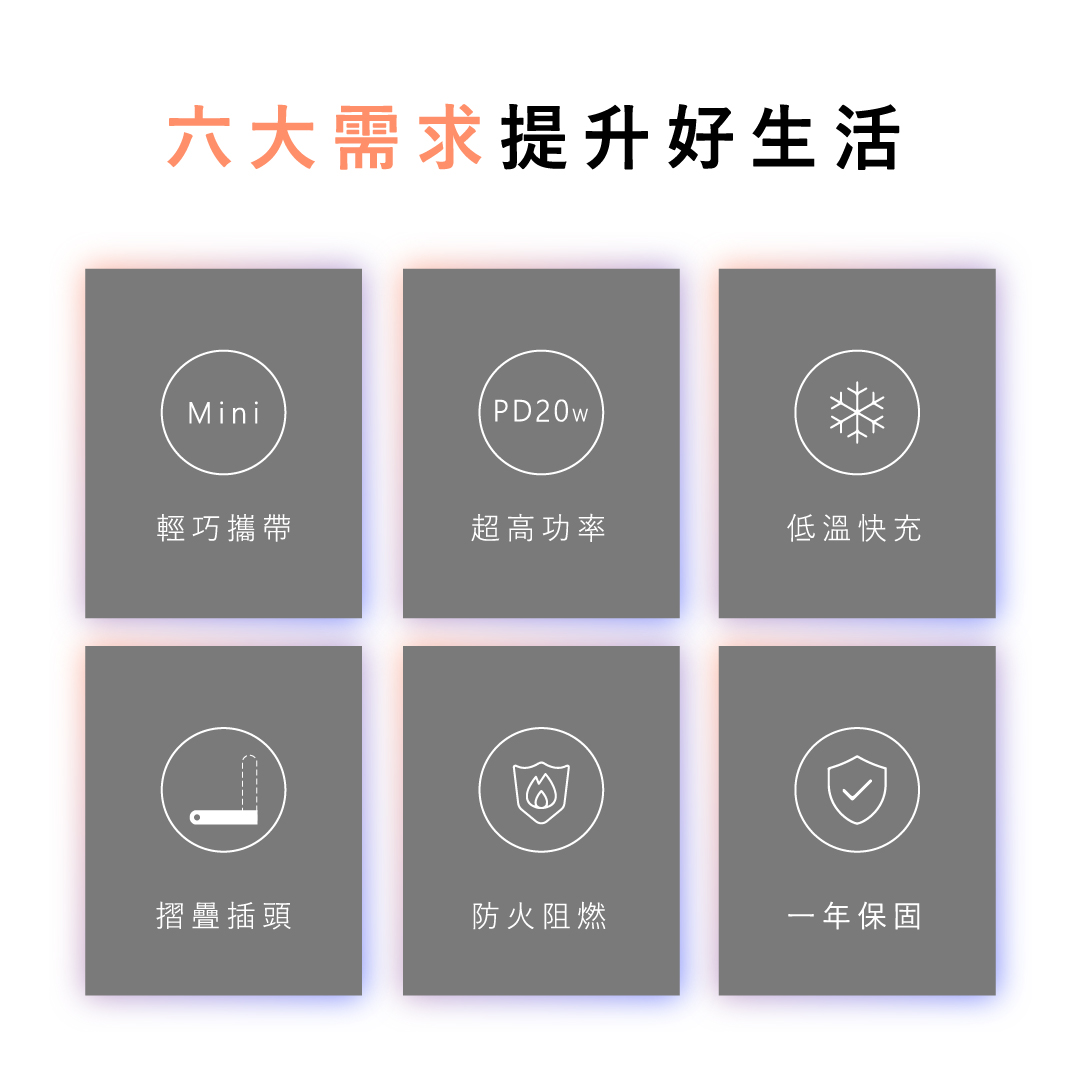 六大需求提升好生活
Mini
PD20W
輕巧攜帶
超高功率
低溫快充
摺疊插頭
防火阻燃
一年保固